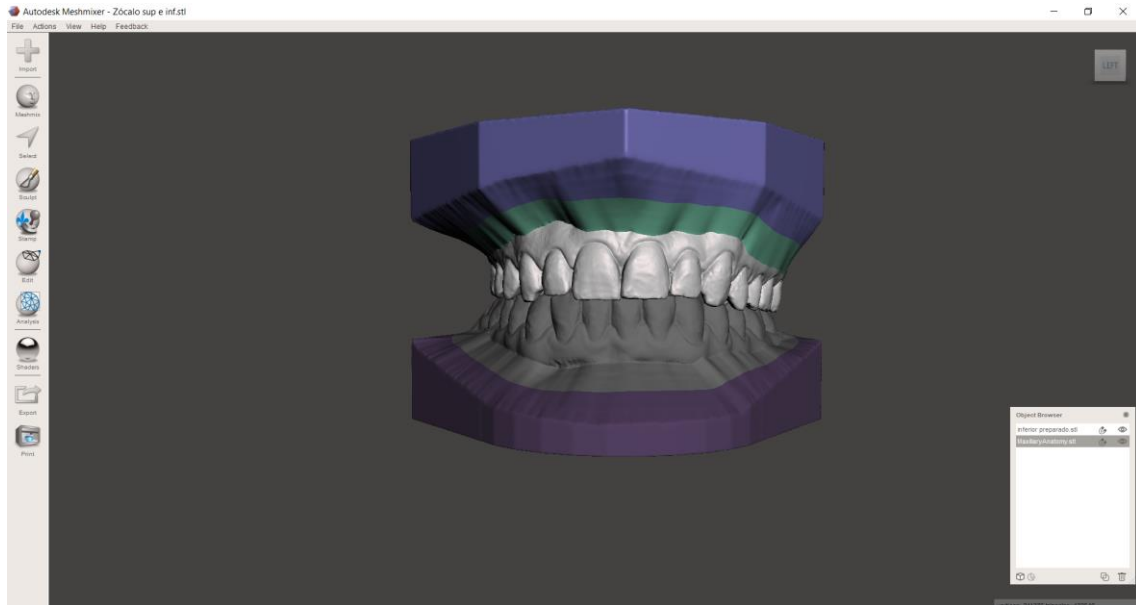 Autodesk Meshmixer - Zócalo sup e inf.stl
File Actions View Help Feedback
Import
Meshmix
Select
Sculpt
Stamp
Edit
Analysis
Shaders
Export
Print
LEFT
Object Browser
inferior preparado.stl
MaxilaryAnatomy.stl